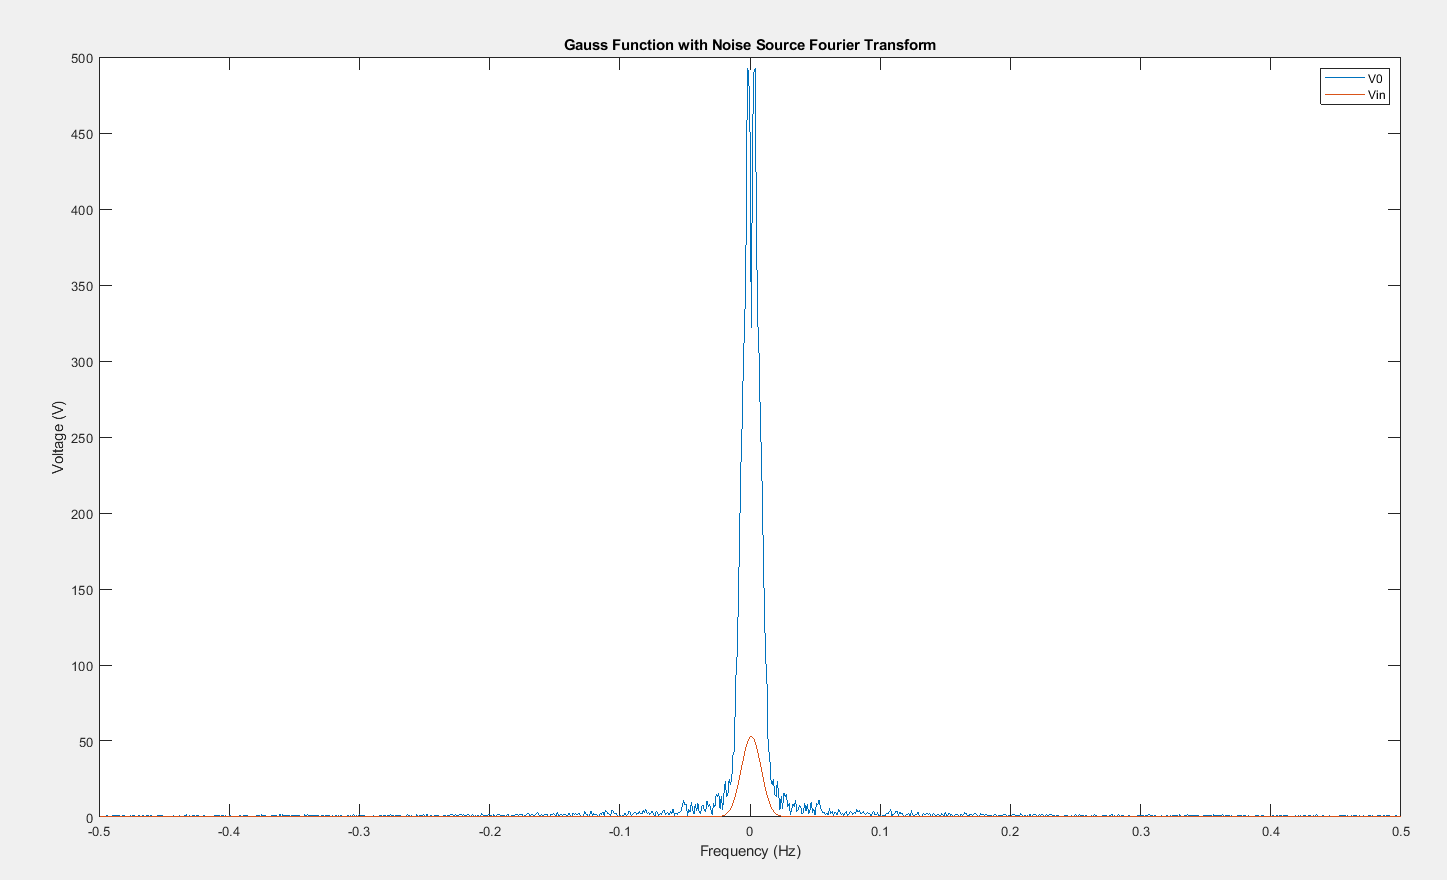 Gauss Function with Noise Source Fourier Transform
V0
Vin
500
450
400
350
300
250
200
150
100
50
0
Voltage (V)
-0.5 -0.4 -0.3 -0.2 -0.1 0 0.1 0.2 0.3 0.4 0.5
Frequency (Hz)